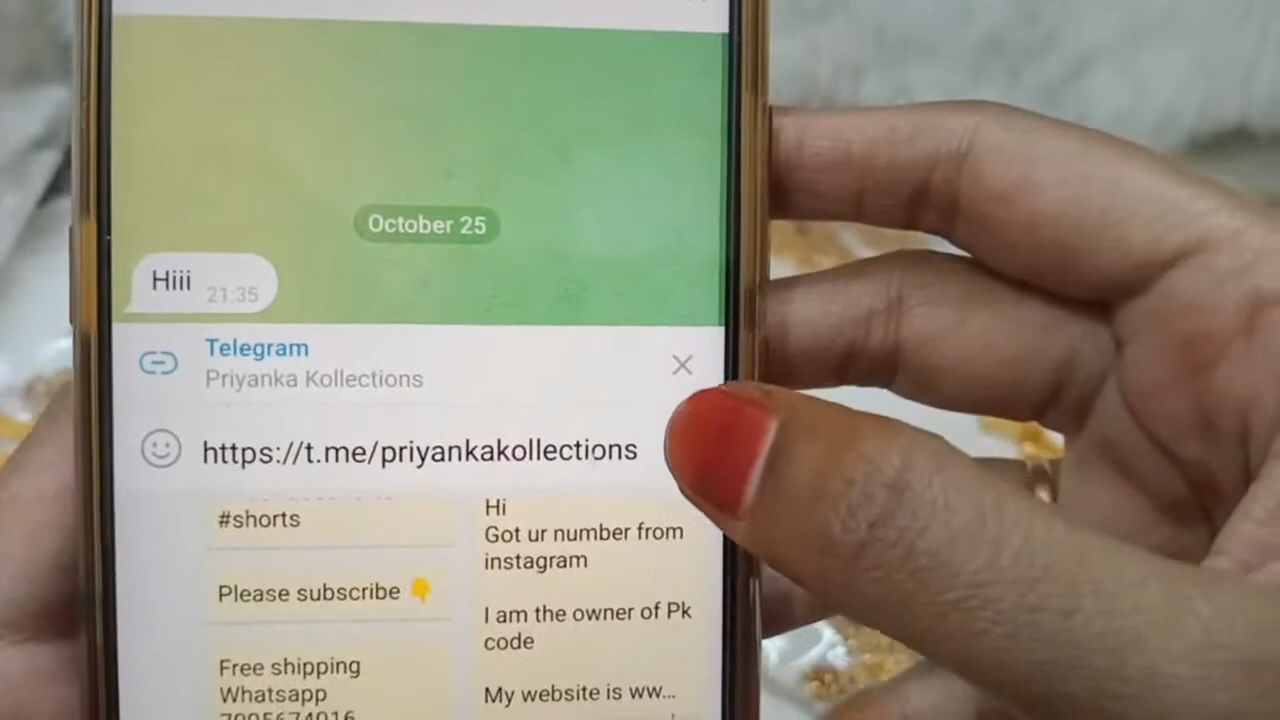 October 25
Hiii 21:35
Telegram
Priyanka Kollections
https://t.me/priyankakollections
#shorts
Please subscribe 👇
Free shipping
Whatsapp
Hi
Got ur number from
instagram
I am the owner of Pk
code
My website is ww...